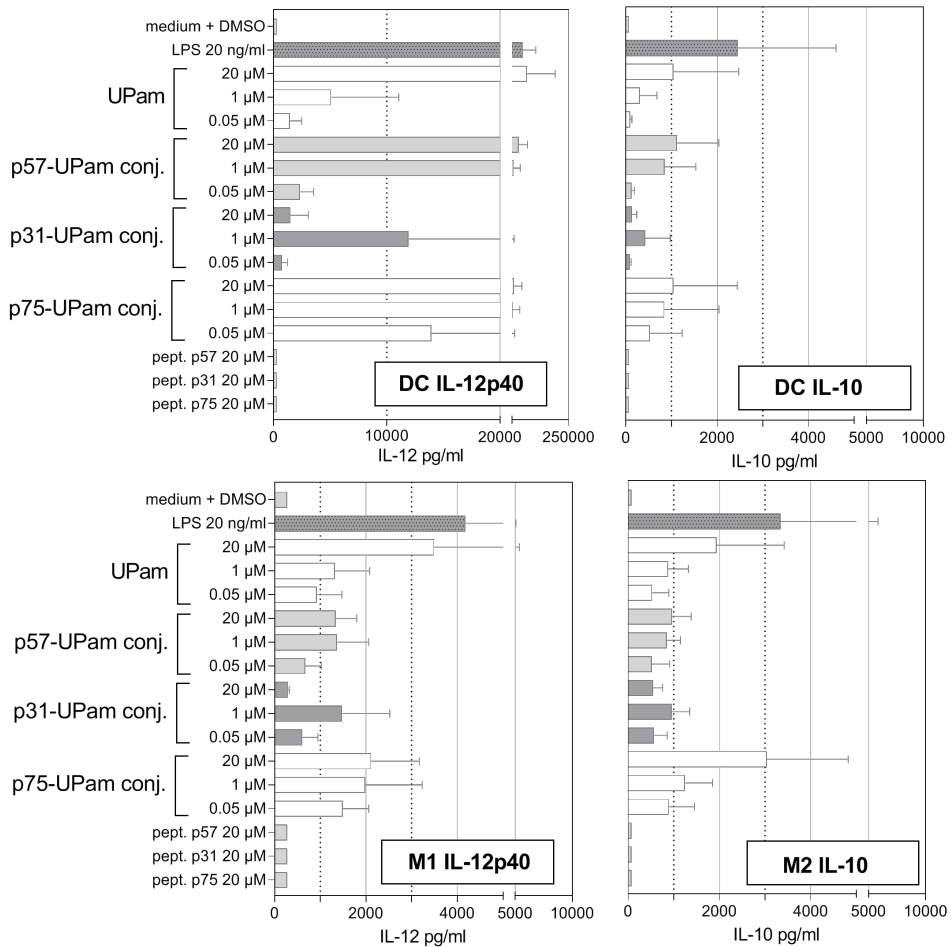 medium + DMSO
LPS 20 ng/ml
UPam
20 µM
1 µM
0.05 µM
p57-UPam conj.
20 µM
1 µM
0.05 µM
p31-UPam conj.
20 µM
1 µM
0.05 µM
p75-UPam conj.
20 µM
1 µM
0.05 µM
pept. p57 20 µM
pept. p31 20 µM
pept. p75 20 µM
DC IL-12p40
0 10000 20000 250000
IL-12 pg/ml
DC IL-10
0 2000 4000 5000 10000
IL-10 pg/ml
medium + DMSO
LPS 20 ng/ml
UPam
20 µM
1 µM
0.05 µM
p57-UPam conj.
20 µM
1 µM
0.05 µM
p31-UPam conj.
20 µM
1 µM
0.05 µM
p75-UPam conj.
20 µM
1 µM
0.05 µM
pept. p57 20 µM
pept. p31 20 µM
pept. p75 20 µM
M1 IL-12p40
0 2000 4000 5000 10000
IL-12 pg/ml
M2 IL-10
0 2000 4000 5000 10000
IL-10 pg/ml